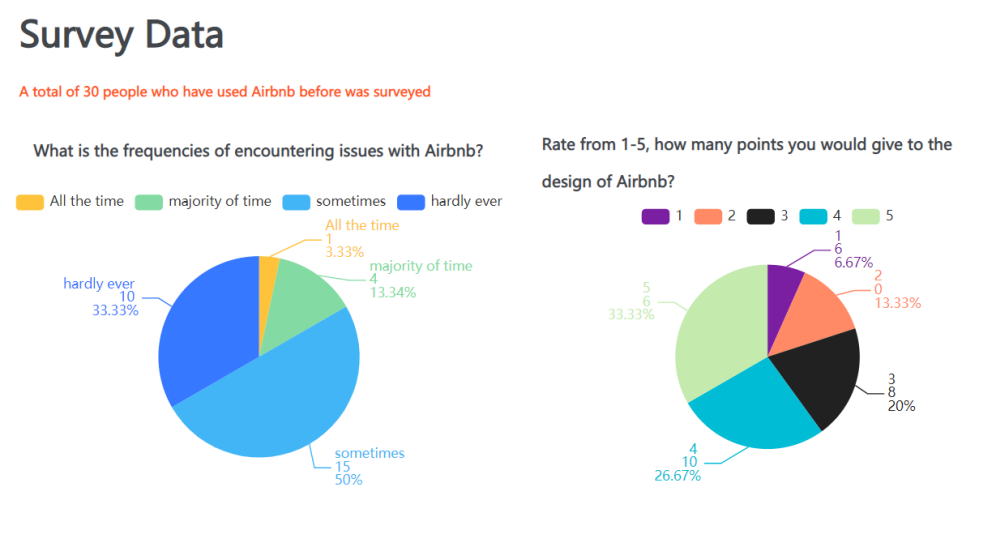 Survey Data
A total of 30 people who have used Airbnb before was surveyed
What is the frequencies of encountering issues with Airbnb?
All the time majority of time sometimes hardly ever
All the time
1
3.33%
majority of time
4
13.34%
hardly ever
10
33.33%
sometimes
15
50%
Rate from 1-5, how many points you would give to the
design of Airbnb?
1 2 3 4 5
1
6
6.67%
2
0
13.33%
5
6
33.33%
3
8
20%
4
10
26.67%